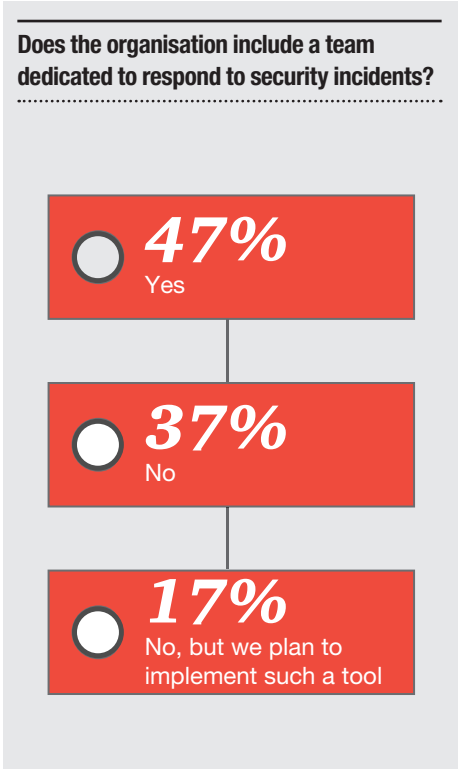 Does the organisation include a team
dedicated to respond to security incidents?
47%
Yes
37%
No
17%
No, but we plan to
implement such a tool